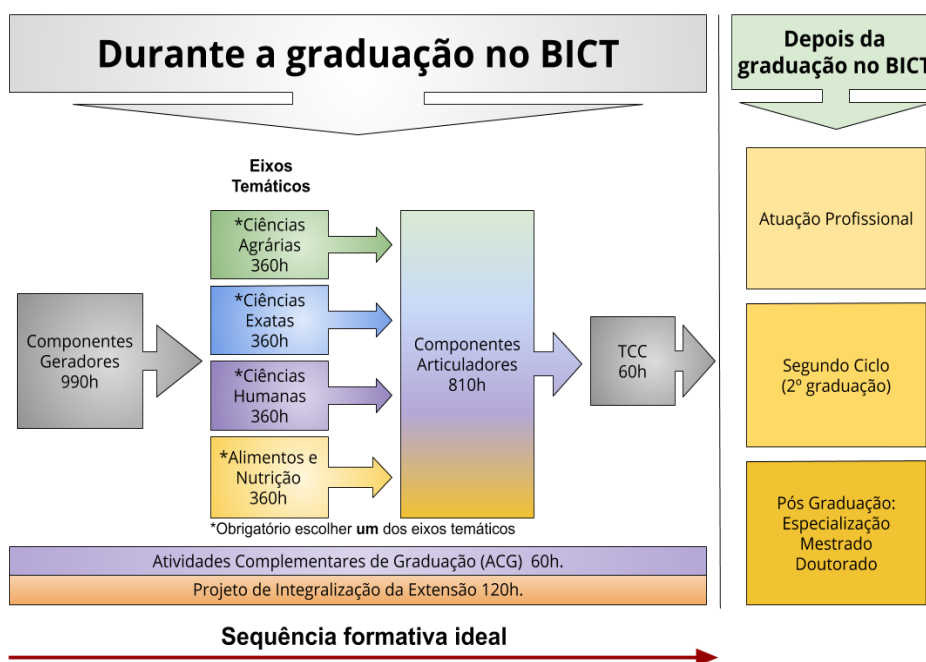 Durante a graduação no BICT
Depois da
graduação no BICT
Eixos
Temáticos
Componentes
Geradores
990h
*Ciências
Agrárias
360h
*Ciências
Exatas
360h
*Ciências
Humanas
360h
*Alimentos e
Nutrição
360h
*Obrigatório escolher um dos eixos temáticos
Componentes
Articuladores
810h
TCC
60h
Atividades Complementares de Graduação (ACG) 60h.
Projeto de Integralização da Extensão 120h.
Sequência formativa ideal
Atuação Profissional
Segundo Ciclo
(2º graduação)
Pós Graduação:
Especialização
Mestrado
Doutorado